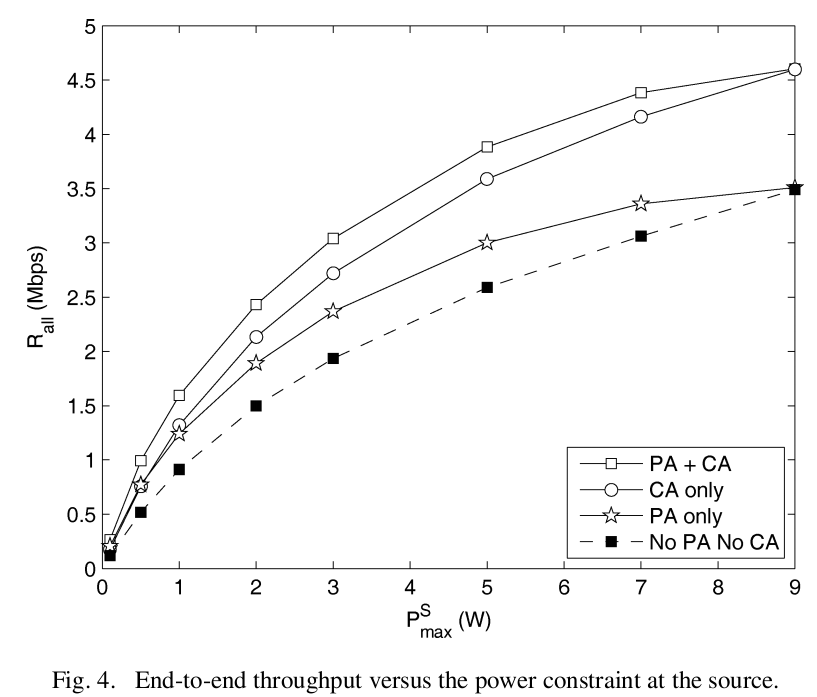 5
4.5
4
3.5
3
2.5
2
1.5
1
0.5
0
R_all (Mbps)
PA + CA
CA only
PA only
No PA No CA
0 1 2 3 4 5 6 7 8 9
P^S_max (W)
Fig. 4. End-to-end throughput versus the power constraint at the source.